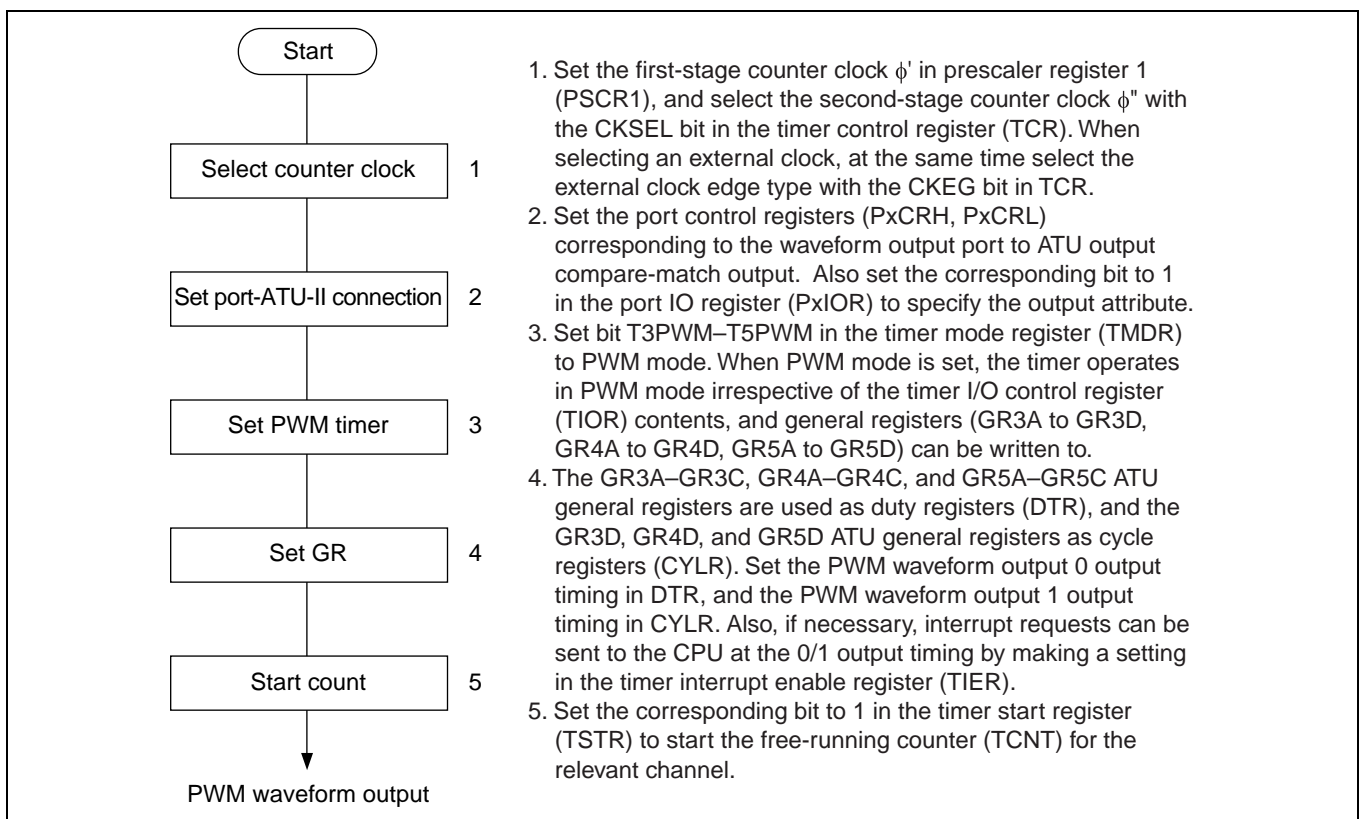 Start
Select counter clock 1
Set port-ATU-II connection 2
Set PWM timer 3
Set GR 4
Start count 5
PWM waveform output
1. Set the first-stage counter clock ϕ' in prescaler register 1
(PSCR1), and select the second-stage counter clock ϕ" with
the CKSEL bit in the timer control register (TCR). When
selecting an external clock, at the same time select the
external clock edge type with the CKEG bit in TCR.
2. Set the port control registers (PxCRH, PxCRL)
corresponding to the waveform output port to ATU output
compare-match output.  Also set the corresponding bit to 1
in the port IO register (PxIOR) to specify the output attribute.
3. Set bit T3PWM–T5PWM in the timer mode register (TMDR)
to PWM mode. When PWM mode is set, the timer operates
in PWM mode irrespective of the timer I/O control register
(TIOR) contents, and general registers (GR3A to GR3D,
GR4A to GR4D, GR5A to GR5D) can be written to.
4. The GR3A–GR3C, GR4A–GR4C, and GR5A–GR5C ATU
general registers are used as duty registers (DTR), and the
GR3D, GR4D, and GR5D ATU general registers as cycle
registers (CYLR). Set the PWM waveform output 0 output
timing in DTR, and the PWM waveform output 1 output
timing in CYLR. Also, if necessary, interrupt requests can be
sent to the CPU at the 0/1 output timing by making a setting
in the timer interrupt enable register (TIER).
5. Set the corresponding bit to 1 in the timer start register
(TSTR) to start the free-running counter (TCNT) for the
relevant channel.